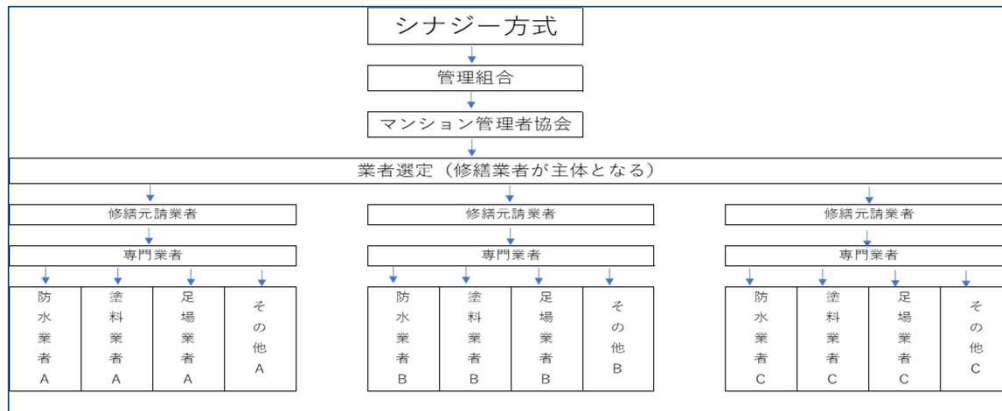 シナジー方式
管理組合
マンション管理者協会
業者選定（修繕業者が主体となる）
修繕元請業者
修繕元請業者
修繕元請業者
専門業者
専門業者
専門業者
防水業者A
塗料業者A
足場業者A
その他A
防水業者B
塗料業者B
足場業者B
その他B
防水業者C
塗料業者C
足場業者C
その他C